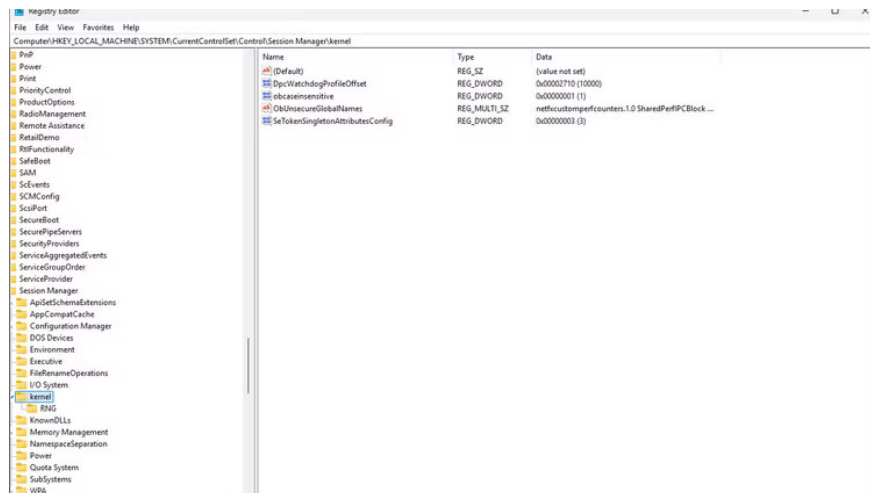 Registry Editor
File Edit View Favorites Help
Computer\HKEY_LOCAL_MACHINE\SYSTEM\CurrentControlSet\Control\Session Manager\kernel
PnP
Power
Print
PriorityControl
ProductOptions
RadioManagement
Remote Assistance
RetailDemo
RtlFunctionality
SafeBoot
SAM
ScEvents
SCMConfig
ScsiPort
SecureBoot
SecurePipeServers
SecurityProviders
ServiceAggregatedEvents
ServiceGroupOrder
ServiceProvider
Session Manager
ApiSetSchemaExtensions
AppCompatCache
Configuration Manager
DOS Devices
Environment
Executive
FileRenameOperations
I/O System
kernel
RNG
KnownDLLs
Memory Management
NamespaceSeparation
Power
Quota System
SubSystems
WPA
Name Type Data
(Default) REG_SZ (value not set)
DpcWatchdogProfileOffset REG_DWORD 0x00002710 (10000)
obcaseinsensitive REG_DWORD 0x00000001 (1)
ObUnsecureGlobalNames REG_MULTI_SZ netfxcustomperfcounters.1.0 SharedPerfIPCBlock ...
SeTokenSingletonAttributesConfig REG_DWORD 0x00000003 (3)